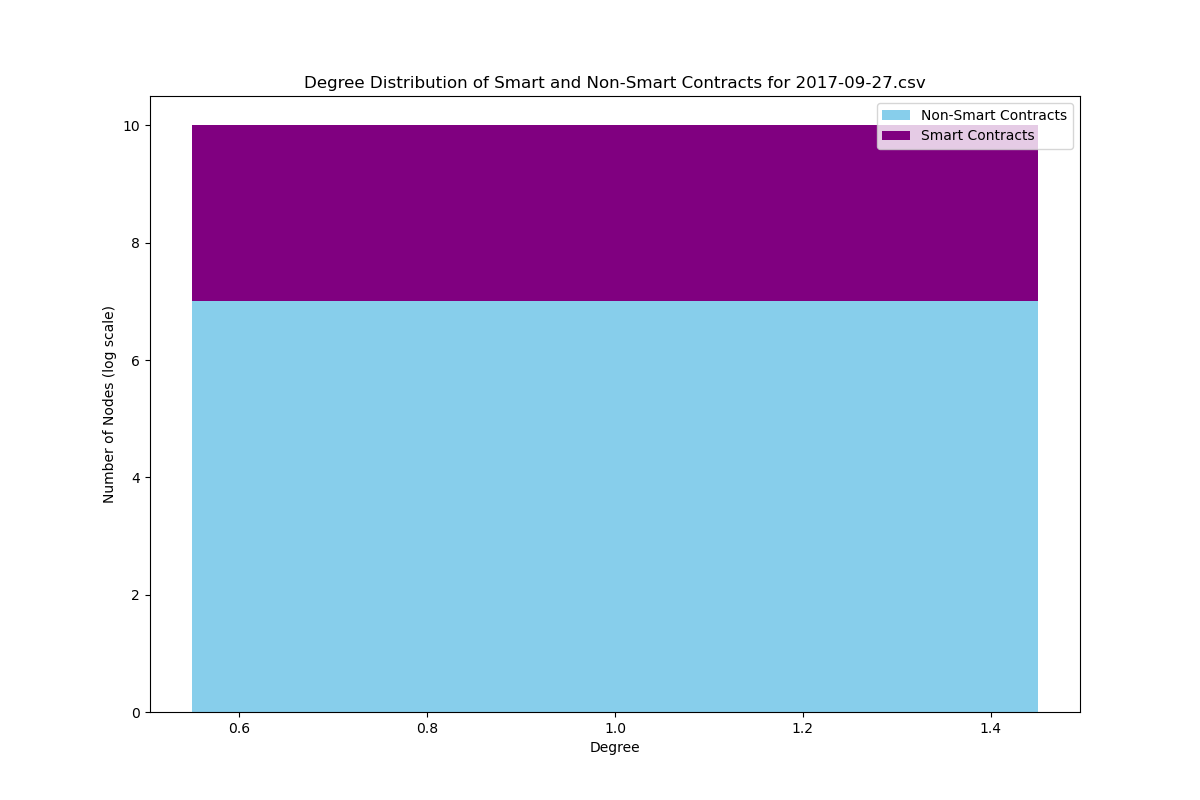 Degree Distribution of Smart and Non-Smart Contracts for 2017-09-27.csv
Non-Smart Contracts
Smart Contracts
Number of Nodes (log scale)
10
8
6
4
2
0
0.6 0.8 1.0 1.2 1.4
Degree